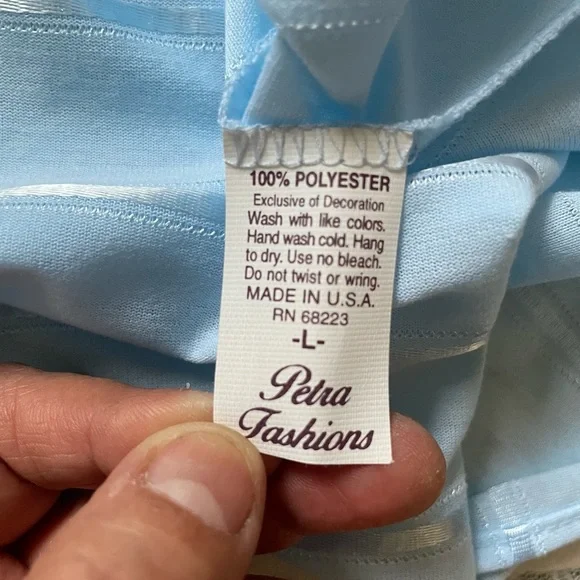 100% POLYESTER
Exclusive of Decoration
Wash with like colors.
Hand wash cold. Hang
to dry. Use no bleach.
Do not twist or wring.
MADE IN U.S.A.
RN 68223
-L-
Petra
Fashions